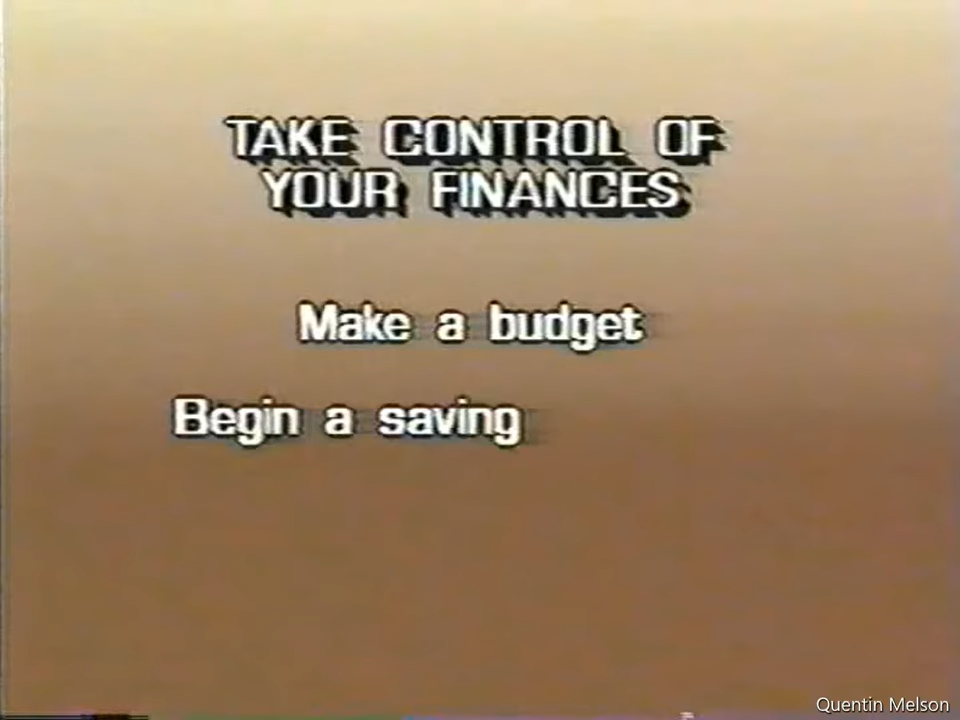 TAKE CONTROL OF
YOUR FINANCES
Make a budget
Begin a saving
Quentin Melson